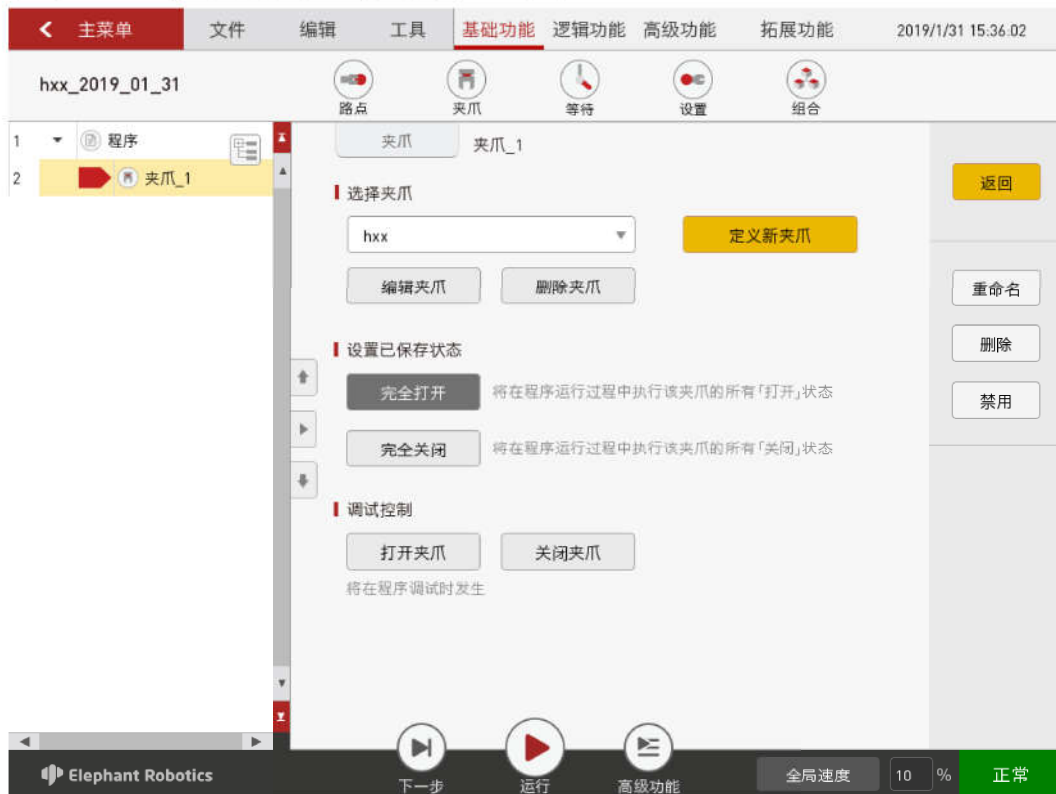 主菜单 文件 编辑 工具 基础功能 逻辑功能 高级功能 拓展功能 2019/1/31 15:36:02
hxx_2019_01_31
路点 夹爪 等待 设置 组合
1 程序
2 夹爪_1
夹爪 夹爪_1
选择夹爪
hxx 定义新夹爪
编辑夹爪 删除夹爪
设置已保存状态
完全打开 将在程序运行过程中执行该夹爪的所有「打开」状态
完全关闭 将在程序运行过程中执行该夹爪的所有「关闭」状态
调试控制
打开夹爪 关闭夹爪
将在程序调试时发生
返回
重命名
删除
禁用
Elephant Robotics
下一步 运行 高级功能
全局速度 10 % 正常